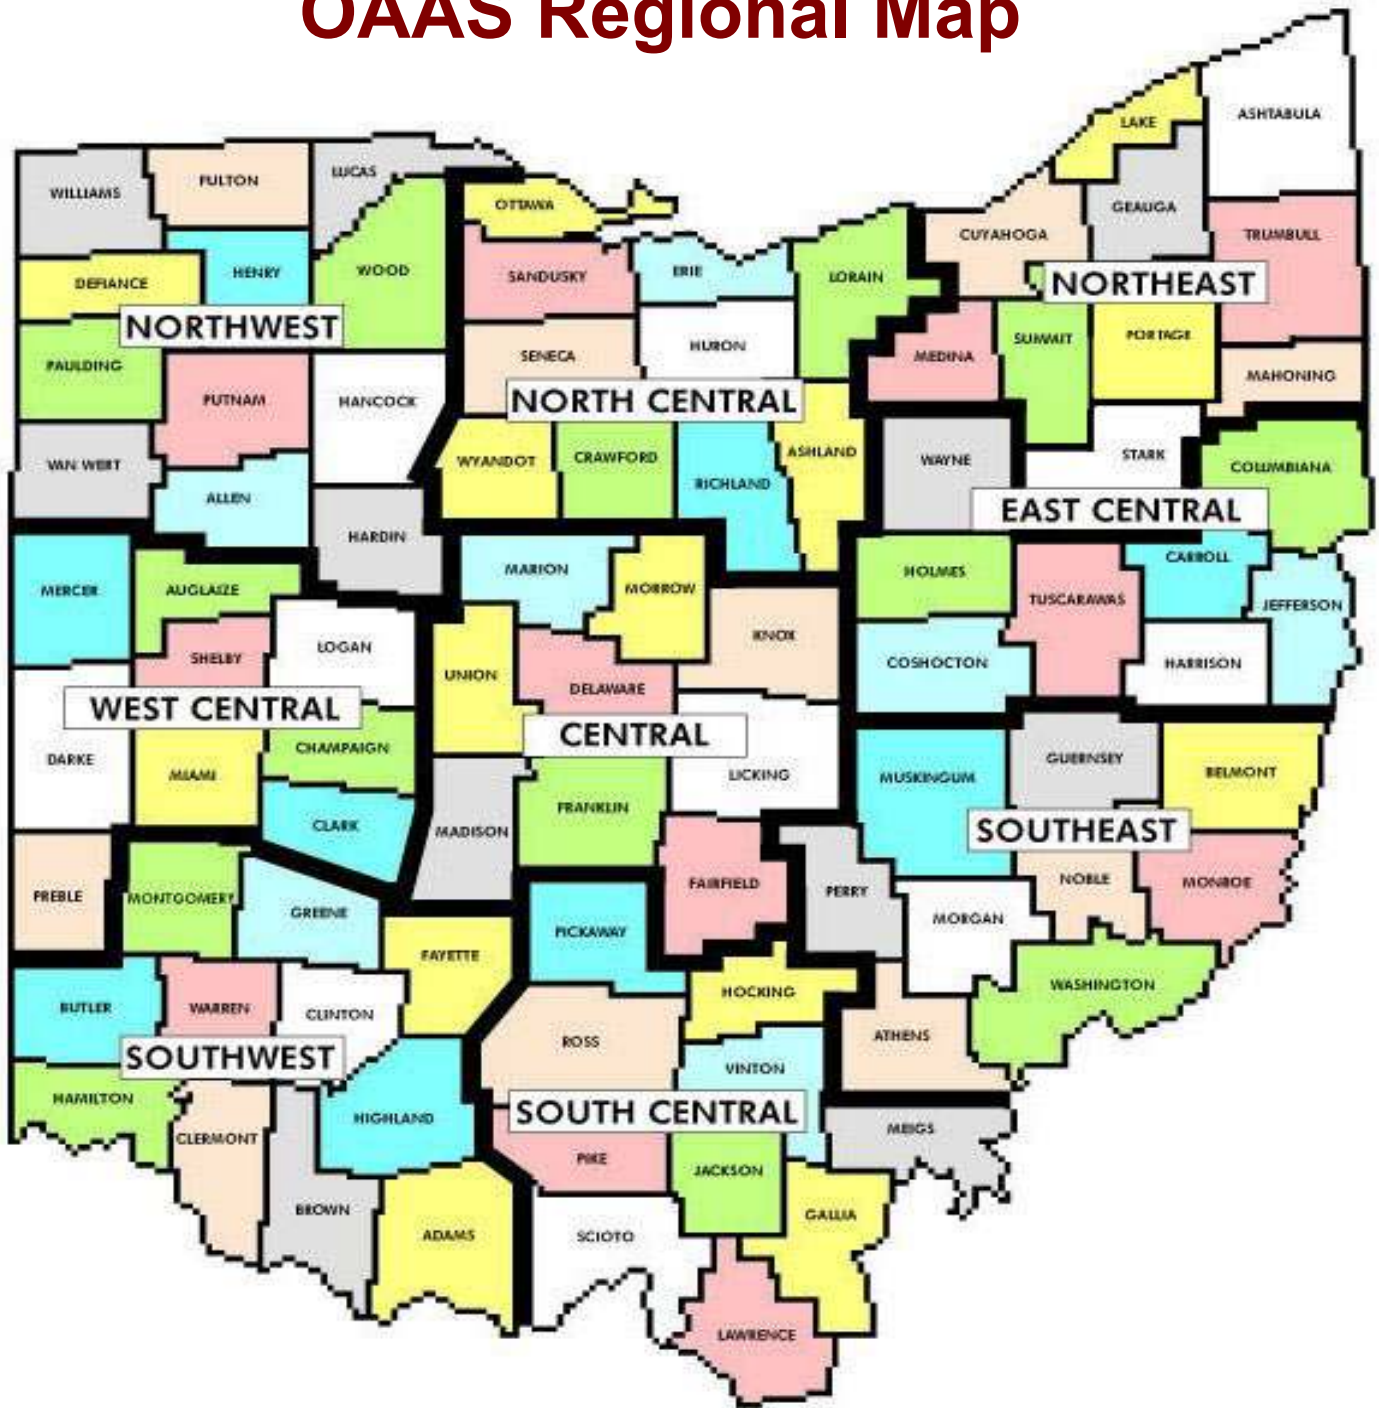 OAAS Regional Map
ASHTABULA
LAKE
WILLIAMS
FULTON
LUCAS
OTTAWA
GEAUGA
CUYAHOGA
TRUMBULL
DEFIANCE
HENRY
WOOD
SANDUSKY
ERIE
LORAIN
NORTHEAST
NORTHWEST
SENECA
HURON
MEDINA
SUMMIT
PORTAGE
PAULDING
MAHONING
PUTNAM
HANCOCK
NORTH CENTRAL
VAN WERT
WYANDOT
CRAWFORD
ASHLAND
WAYNE
STARK
COLUMBIANA
ALLEN
RICHLAND
EAST CENTRAL
HARDIN
MERCER
AUGLAIZE
MARION
MORROW
HOLMES
TUSCARAWAS
CARROLL
JEFFERSON
SHELBY
LOGAN
UNION
KNOX
COSHOCTON
HARRISON
DELAWARE
WEST CENTRAL
CENTRAL
DARKE
MIAMI
CHAMPAIGN
LICKING
MUSKINGUM
GUERNSEY
BELMONT
CLARK
MADISON
FRANKLIN
SOUTHEAST
PREBLE
MONTGOMERY
GREENE
FAIRFIELD
PERRY
NOBLE
MONROE
MORGAN
PICKAWAY
FAYETTE
HOCKING
WASHINGTON
BUTLER
WARREN
CLINTON
ROSS
ATHENS
SOUTHWEST
VINTON
HAMILTON
HIGHLAND
SOUTH CENTRAL
MEIGS
CLERMONT
PIKE
JACKSON
BROWN
ADAMS
SCIOTO
GALLIA
LAWRENCE